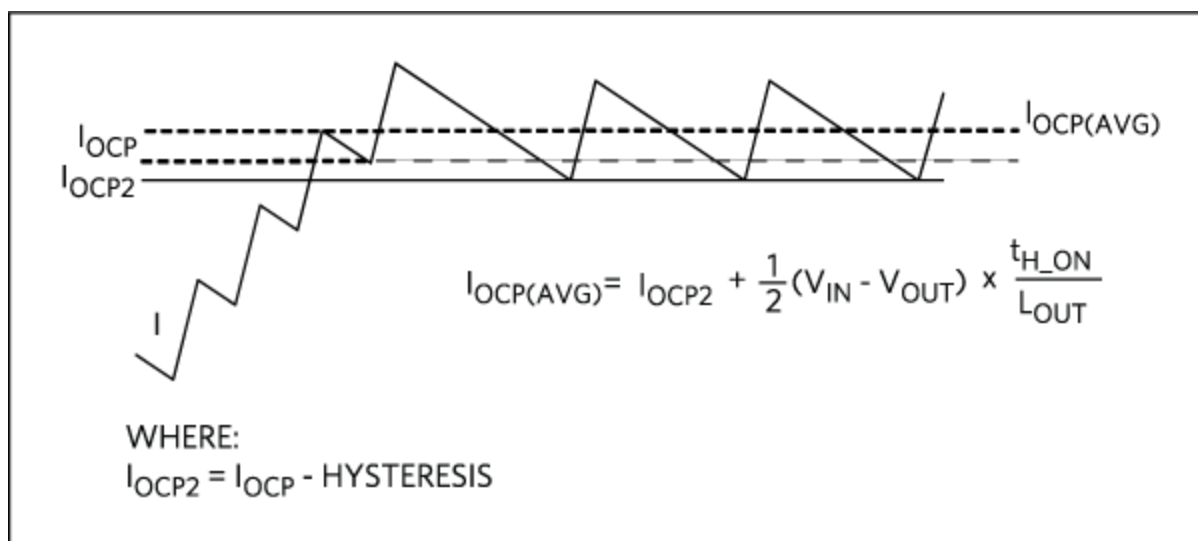 I_OCP
I_OCP(AVG)
I_OCP2
I_OCP(AVG) = I_OCP2 + 1/2 (V_IN - V_OUT) x t_H_ON / L_OUT
I
WHERE:
I_OCP2 = I_OCP - HYSTERESIS